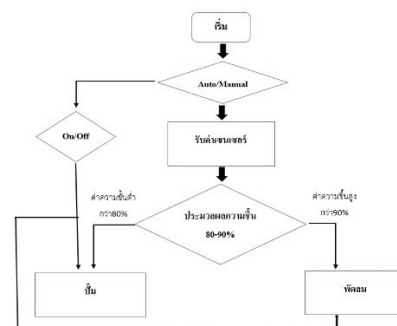 เริ่ม
Auto/Manual
On/Off
รับค่าเซนเซอร์
ค่าความชื้นต่ำ
กว่า80%
ประมวลผลความชื้น
80-90%
ค่าความชื้นสูง
กว่า90%
ปั๊ม
พัดลม